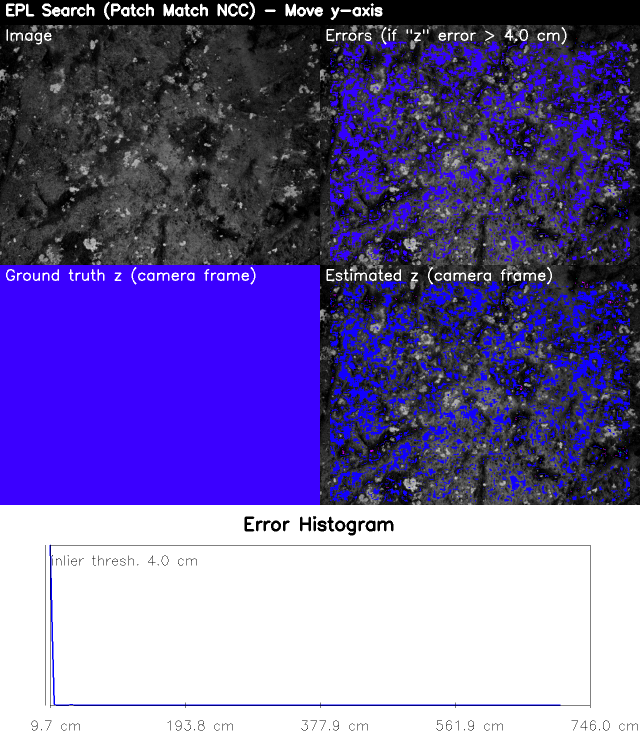 EPL Search (Patch Match NCC) - Move y-axis
Image
Errors (if "z" error > 4.0 cm)
Ground truth z (camera frame)
Estimated z (camera frame)
Error Histogram
inlier thresh. 4.0 cm
9.7 cm 193.8 cm 377.9 cm 561.9 cm 746.0 cm